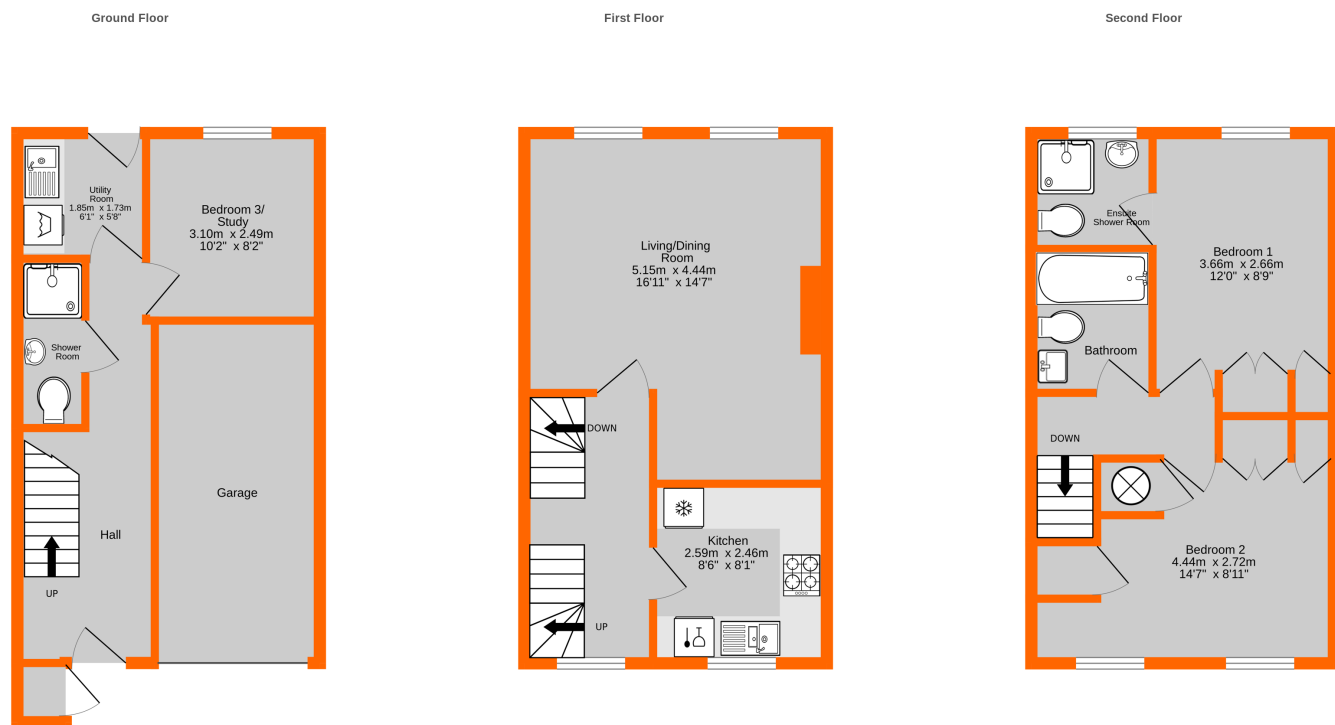 Ground Floor
First Floor
Second Floor
Utility
Room
1.85m x 1.73m
6'1" x 5'8"
Bedroom 3/
Study
3.10m x 2.49m
10'2" x 8'2"
Shower
Room
Garage
Hall
UP
Living/Dining
Room
5.15m x 4.44m
16'11" x 14'7"
DOWN
Kitchen
2.59m x 2.46m
8'6" x 8'1"
UP
Ensuite
Shower Room
Bedroom 1
3.66m x 2.66m
12'0" x 8'9"
Bathroom
DOWN
Bedroom 2
4.44m x 2.72m
14'7" x 8'11"